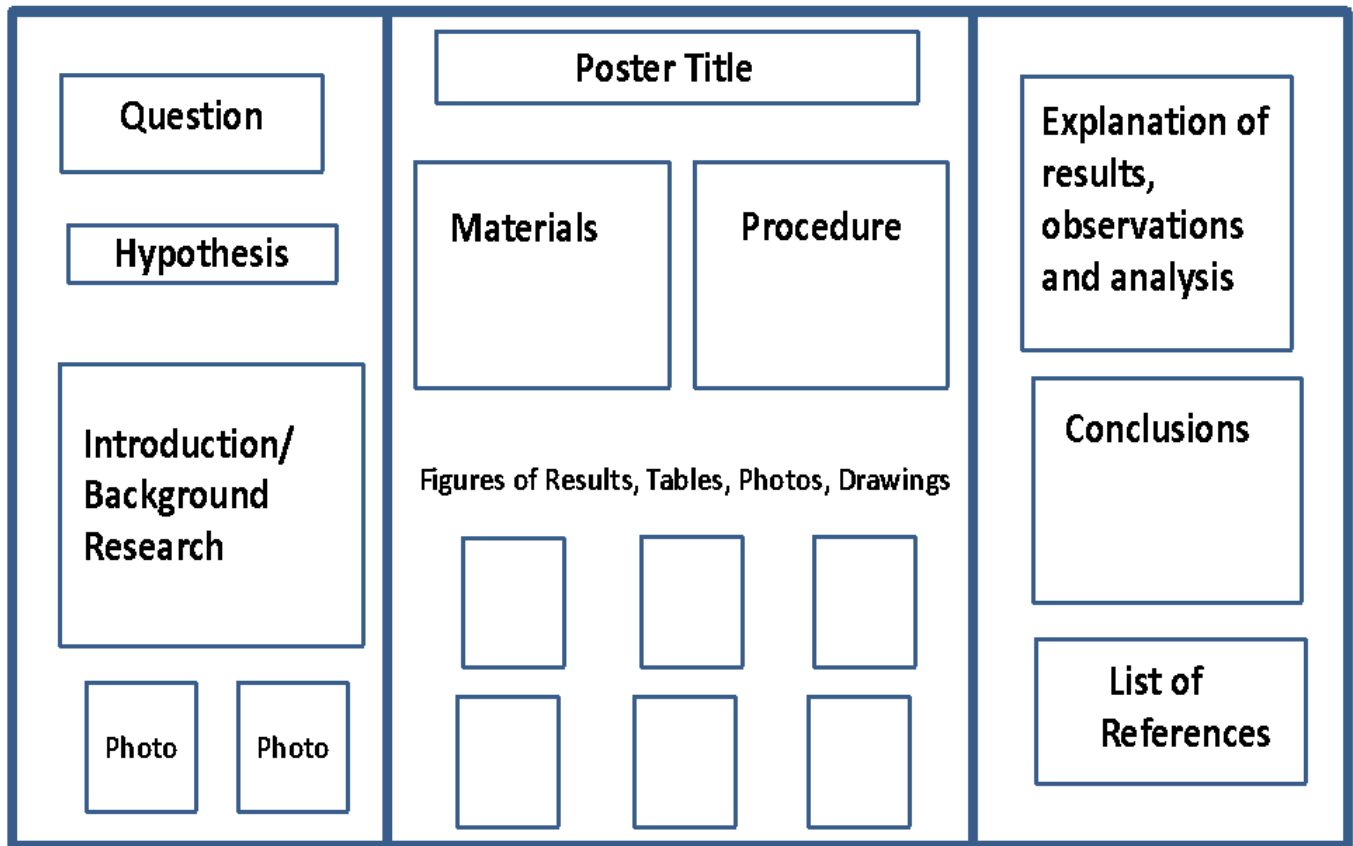 Question
Hypothesis
Introduction/
Background
Research
Photo
Photo
Poster Title
Materials
Procedure
Figures of Results, Tables, Photos, Drawings
Explanation of
results,
observations
and analysis
Conclusions
List of
References